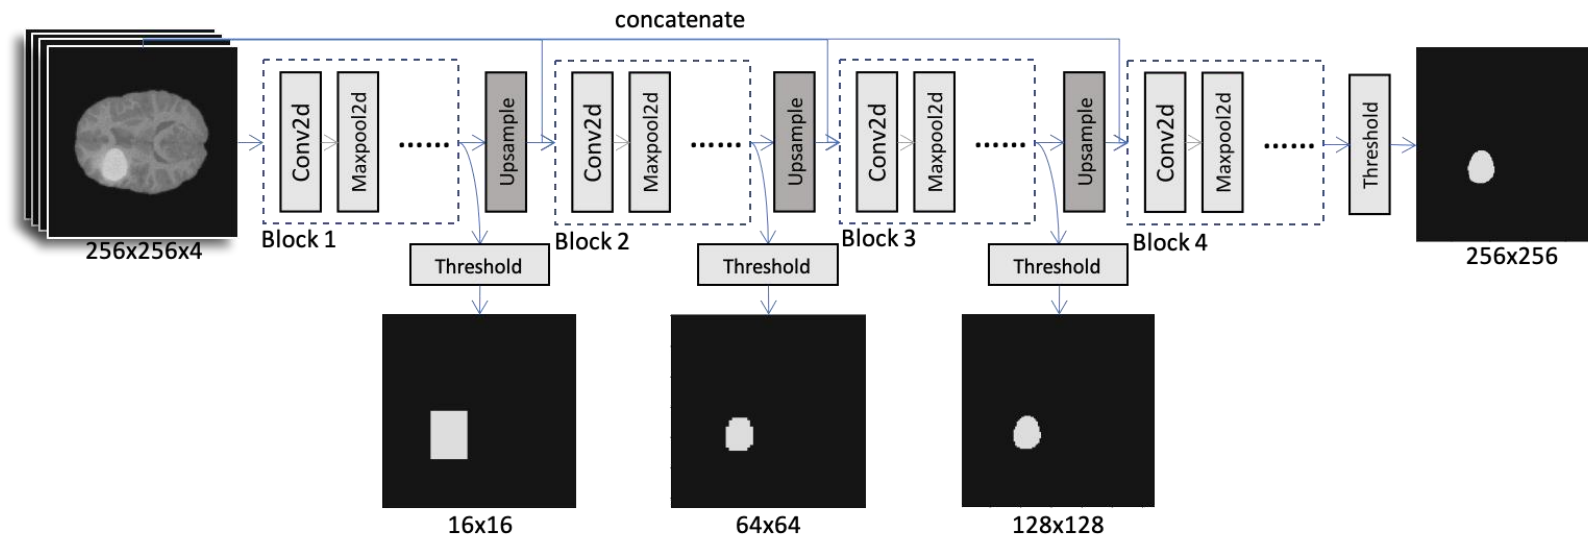 concatenate
Conv2d
Maxpool2d
.......
Upsample
Conv2d
Maxpool2d
.......
Upsample
Conv2d
Maxpool2d
.......
Upsample
Conv2d
Maxpool2d
.......
Threshold
256x256x4
Block 1
Block 2
Block 3
Block 4
256x256
Threshold
Threshold
Threshold
16x16
64x64
128x128